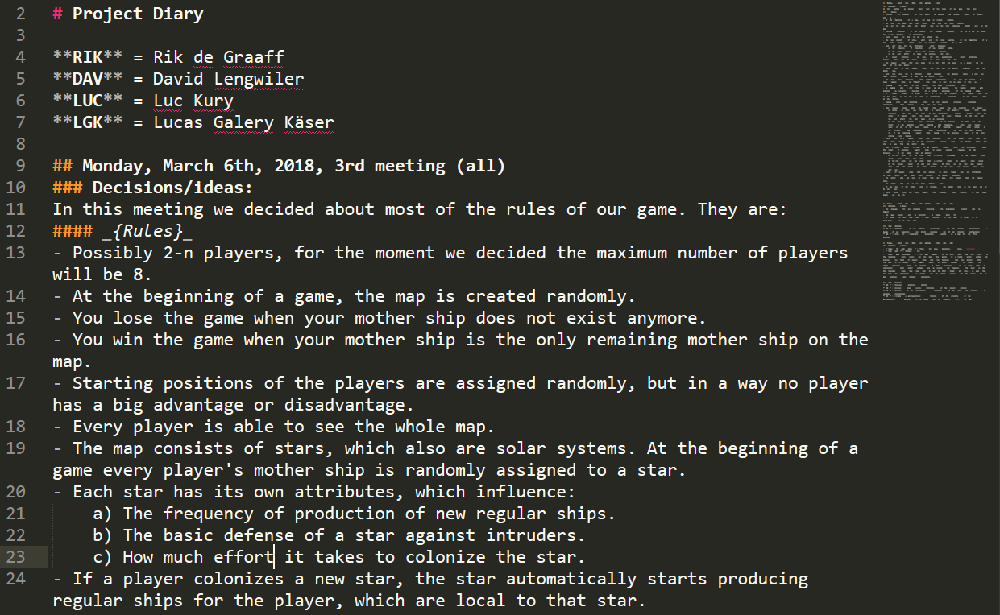 2 # Project Diary
3
4 **RIK** = Rik de Graaff
5 **DAV** = David Lengwiler
6 **LUC** = Luc Kury
7 **LGK** = Lucas Galery Käser
8
9 ## Monday, March 6th, 2018, 3rd meeting (all)
10 ### Decisions/ideas:
11 In this meeting we decided about most of the rules of our game. They are:
12 #### _{Rules}_
13 - Possibly 2-n players, for the moment we decided the maximum number of players
will be 8.
14 - At the beginning of a game, the map is created randomly.
15 - You lose the game when your mother ship does not exist anymore.
16 - You win the game when your mother ship is the only remaining mother ship on the
map.
17 - Starting positions of the players are assigned randomly, but in a way no player
has a big advantage or disadvantage.
18 - Every player is able to see the whole map.
19 - The map consists of stars, which also are solar systems. At the beginning of a
game every player's mother ship is randomly assigned to a star.
20 - Each star has its own attributes, which influence:
21 a) The frequency of production of new regular ships.
22 b) The basic defense of a star against intruders.
23 c) How much effort it takes to colonize the star.
24 - If a player colonizes a new star, the star automatically starts producing
regular ships for the player, which are local to that star.